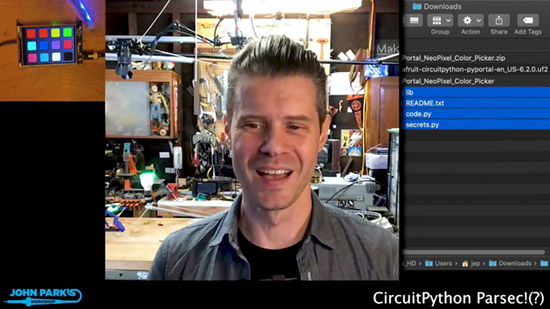 Downloads
Group
Action
Share
Add Tags
Portal_NeoPixel_Color_Picker.zip
afruit-circuitpython-pyportal-en_US-6.2.0.uf2
Portal_NeoPixel_Color_Picker
lib
README.txt
code.py
secrets.py
Mak
_HD
Users
jep
Downloads
JOHN PARK'S
WORKSHOP
CircuitPython Parsec!(?)